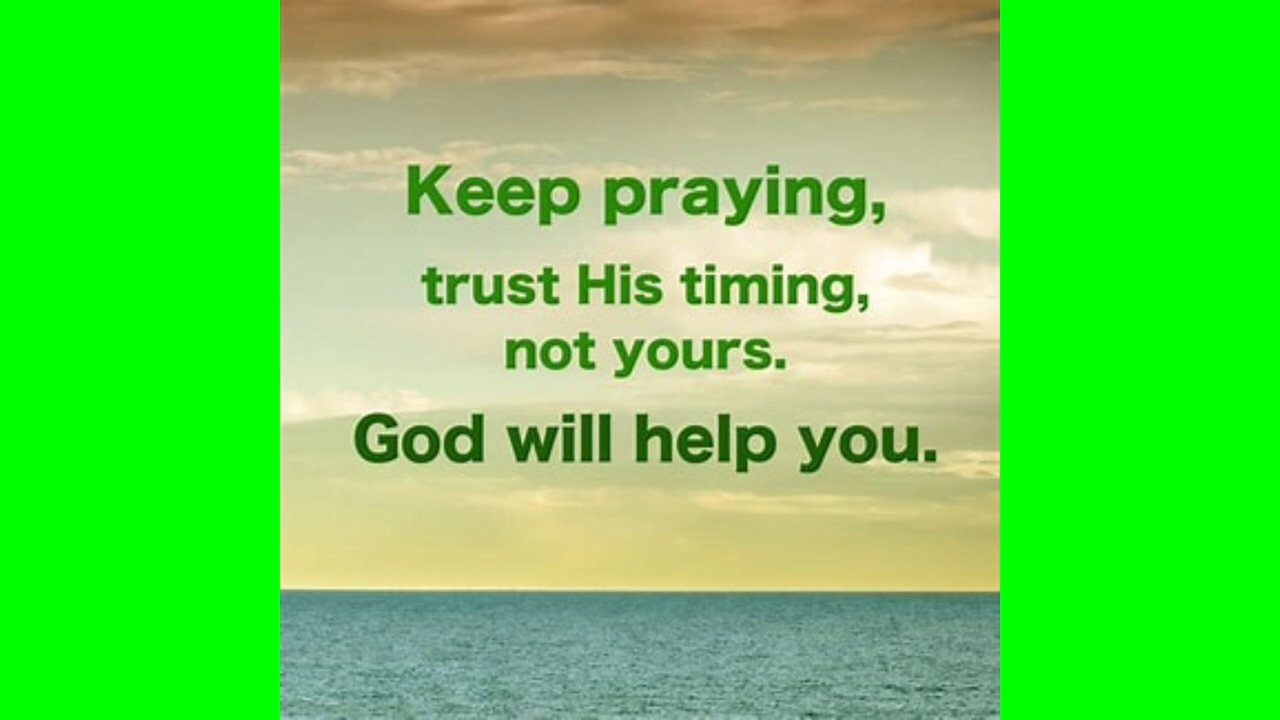 Keep praying,
trust His timing,
not yours.
God will help you.